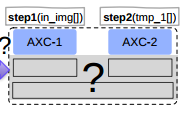 step1(in_img[]) step2(tmp_1[])
? AXC-1 AXC-2
?